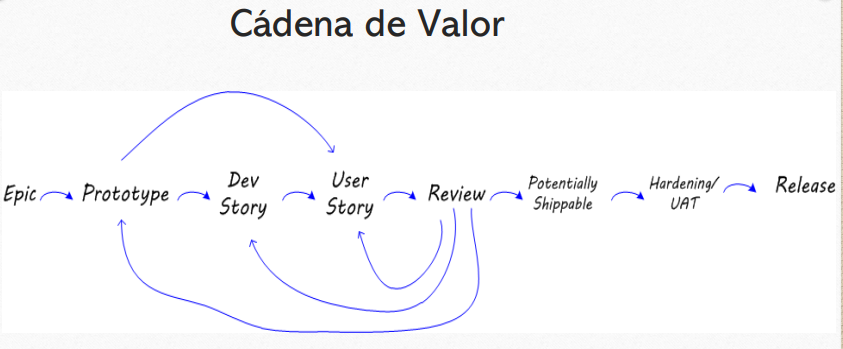 Cádena de Valor
Epic
Prototype
Dev
Story
User
Story
Review
Potentially
Shippable
Hardening/
UAT
Release